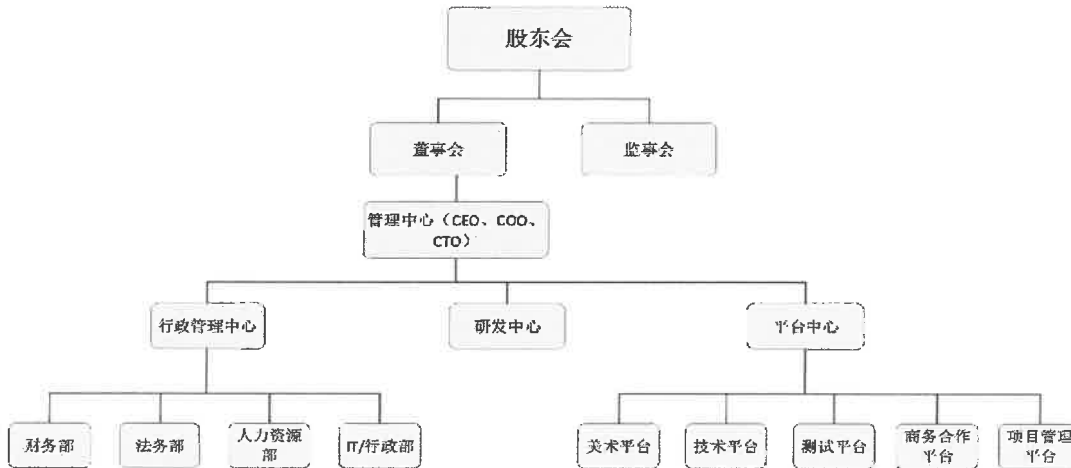 股东会
董事会
监事会
管理中心（CEO、COO、
CTO）
行政管理中心
研发中心
平台中心
财务部
法务部
人力资源
部
IT/行政部
美术平台
技术平台
测试平台
商务合作
平台
项目管理
平台